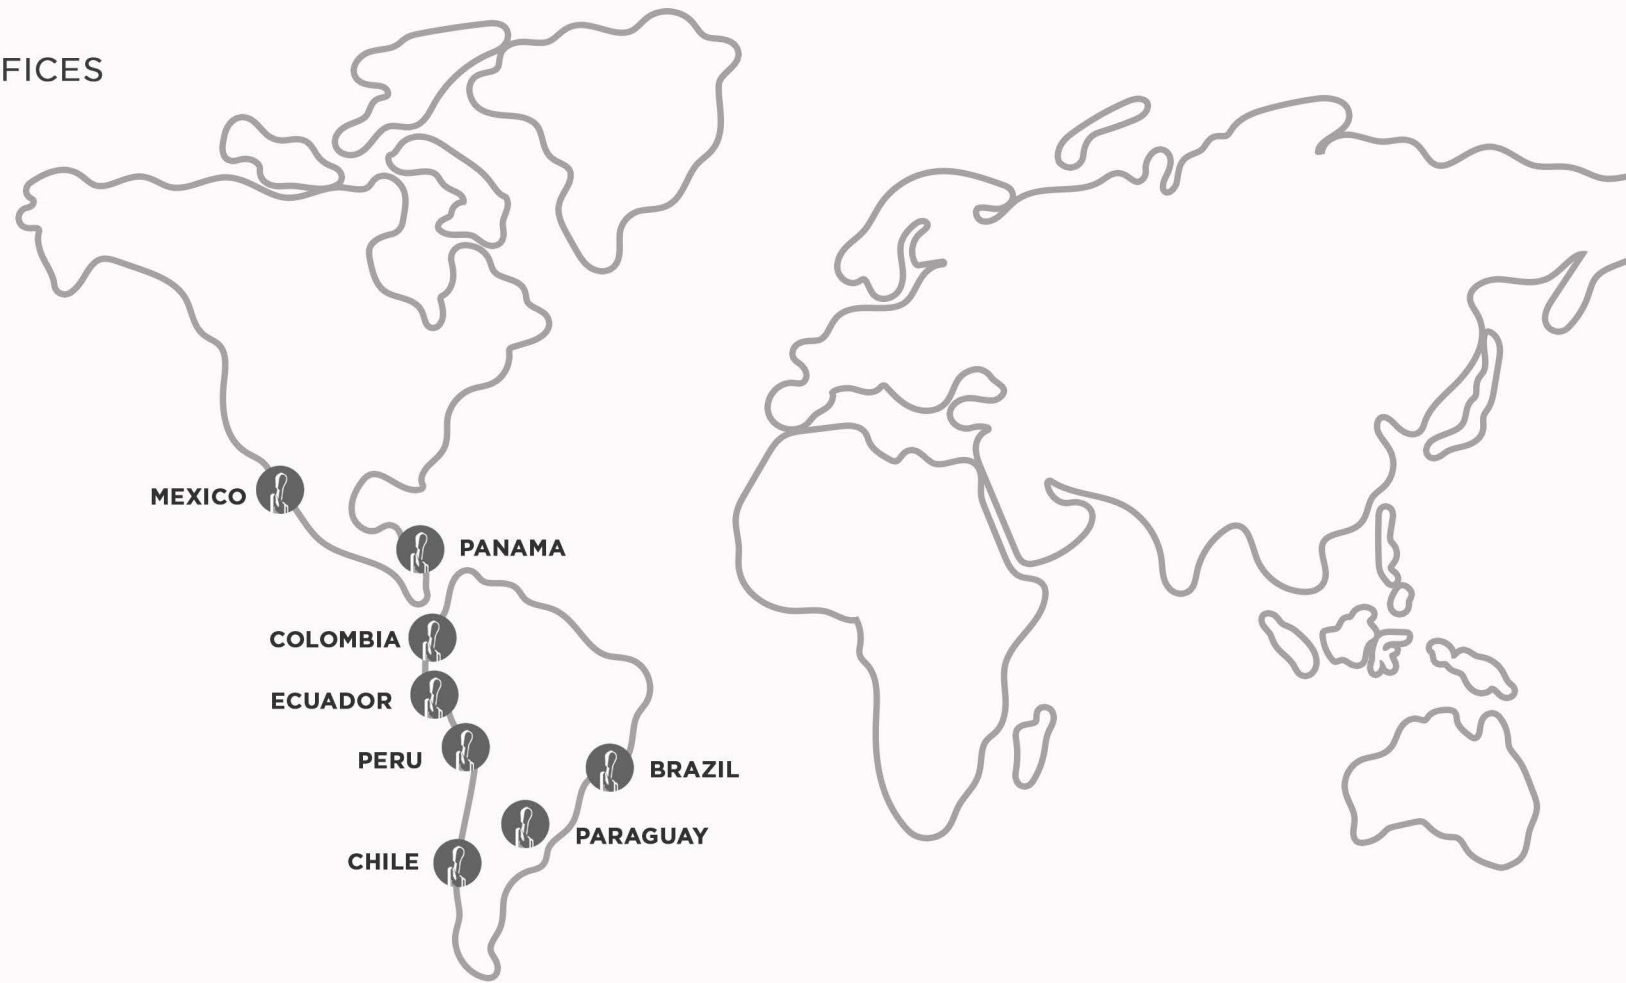 FICES
MEXICO
PANAMA
COLOMBIA
ECUADOR
PERU
BRAZIL
PARAGUAY
CHILE